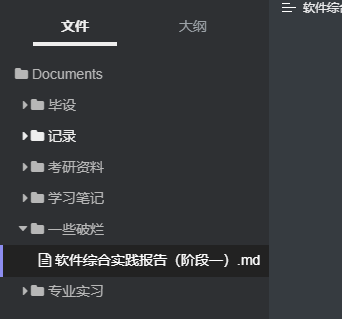 文件 大纲 软件综
Documents
毕设
记录
考研资料
学习笔记
一些破烂
软件综合实践报告（阶段一）.md
专业实习